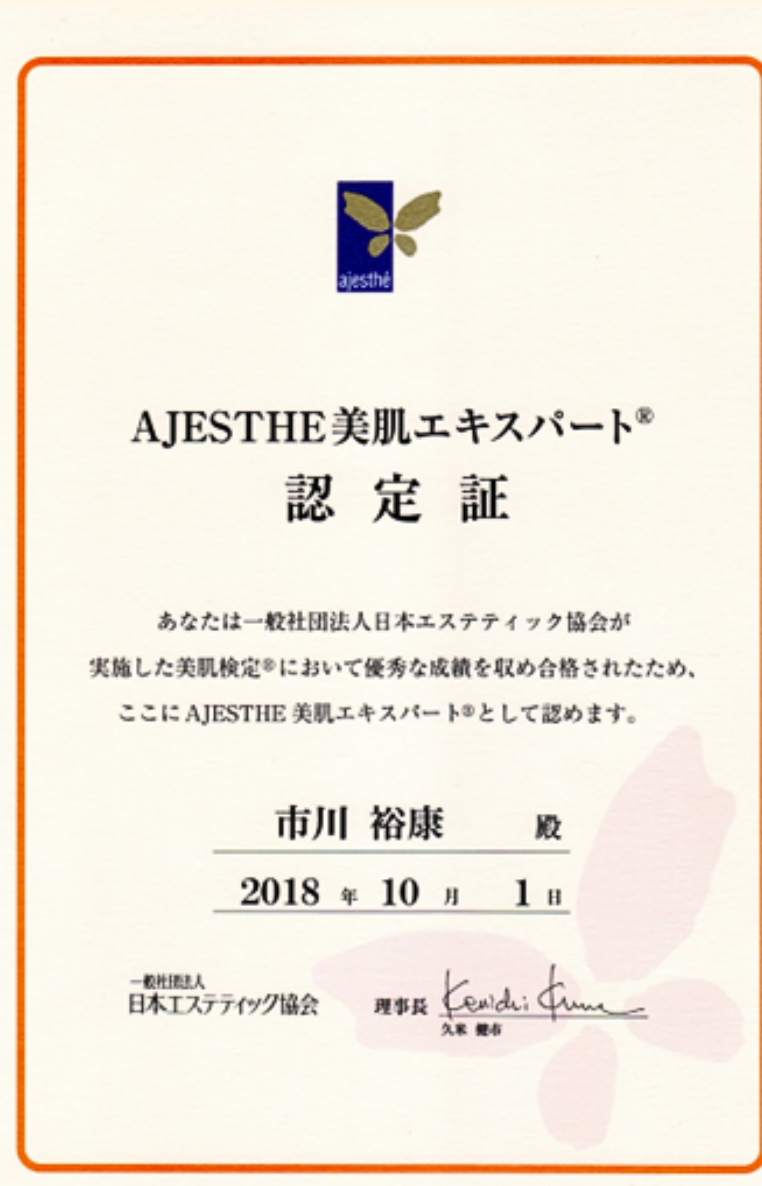 ajesthé
AJESTHE美肌エキスパート®
認定証
あなたは一般社団法人日本エステティック協会が
実施した美肌検定®において優秀な成績を収め合格されたため、
ここにAJESTHE 美肌エキスパート®として認めます。
市川 裕康 殿
2018 年 10 月 1 日
一般社団法人
日本エステティック協会
理事長 Kenichi Kume
久米 健市